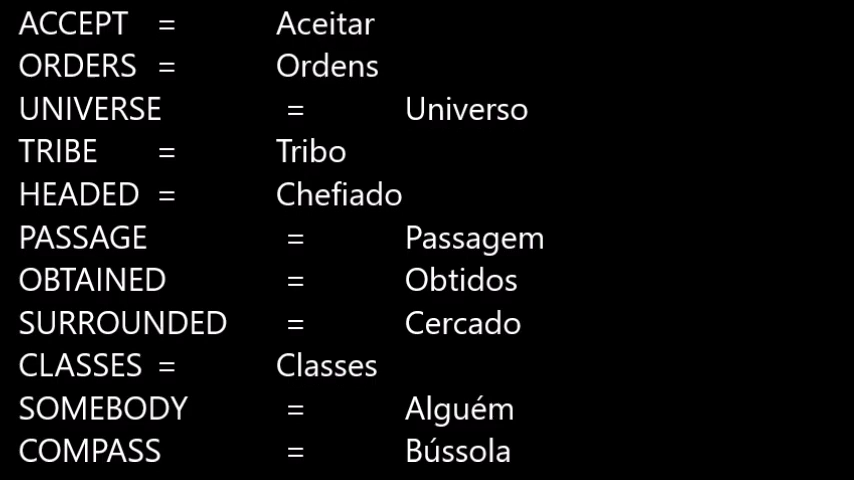 ACCEPT = Aceitar
ORDERS = Ordens
UNIVERSE = Universo
TRIBE = Tribo
HEADED = Chefiado
PASSAGE = Passagem
OBTAINED = Obtidos
SURROUNDED = Cercado
CLASSES = Classes
SOMEBODY = Alguém
COMPASS = Bússola